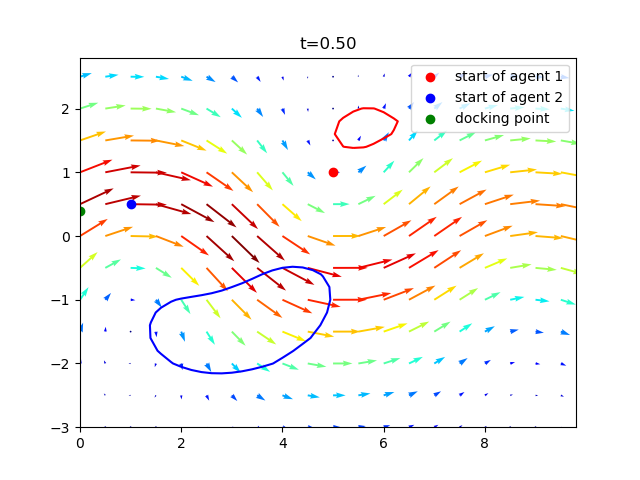 t=0.50
start of agent 1
start of agent 2
docking point
2
1
0
−1
−2
−3
0
2
4
6
8